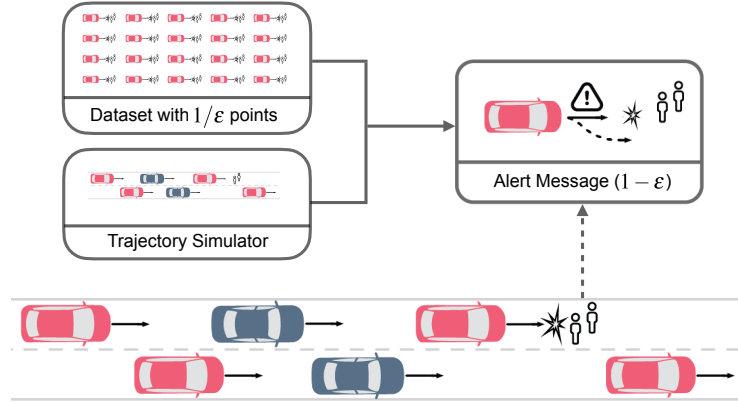 Dataset with 1/ε points
Trajectory Simulator
Alert Message (1 − ε)